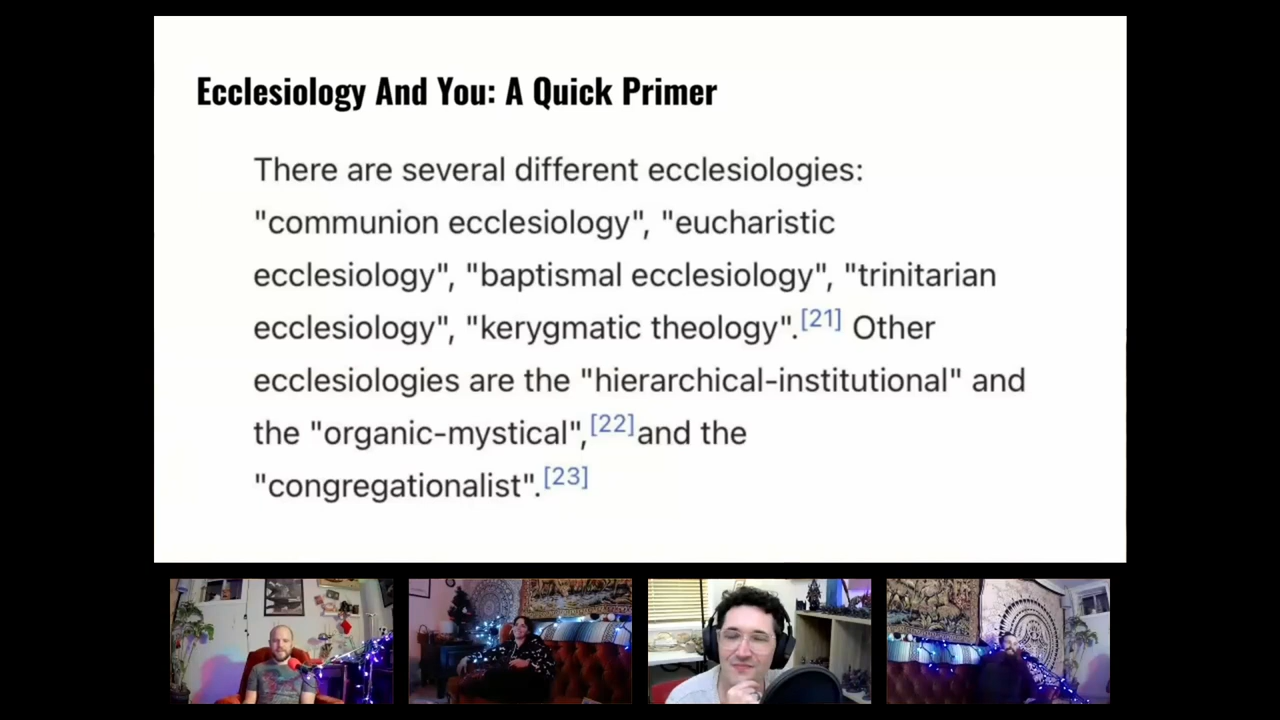 Ecclesiology And You: A Quick Primer
There are several different ecclesiologies:
"communion ecclesiology", "eucharistic
ecclesiology", "baptismal ecclesiology", "trinitarian
ecclesiology", "kerygmatic theology".[21] Other
ecclesiologies are the "hierarchical-institutional" and
the "organic-mystical",[22]and the
"congregationalist".[23]